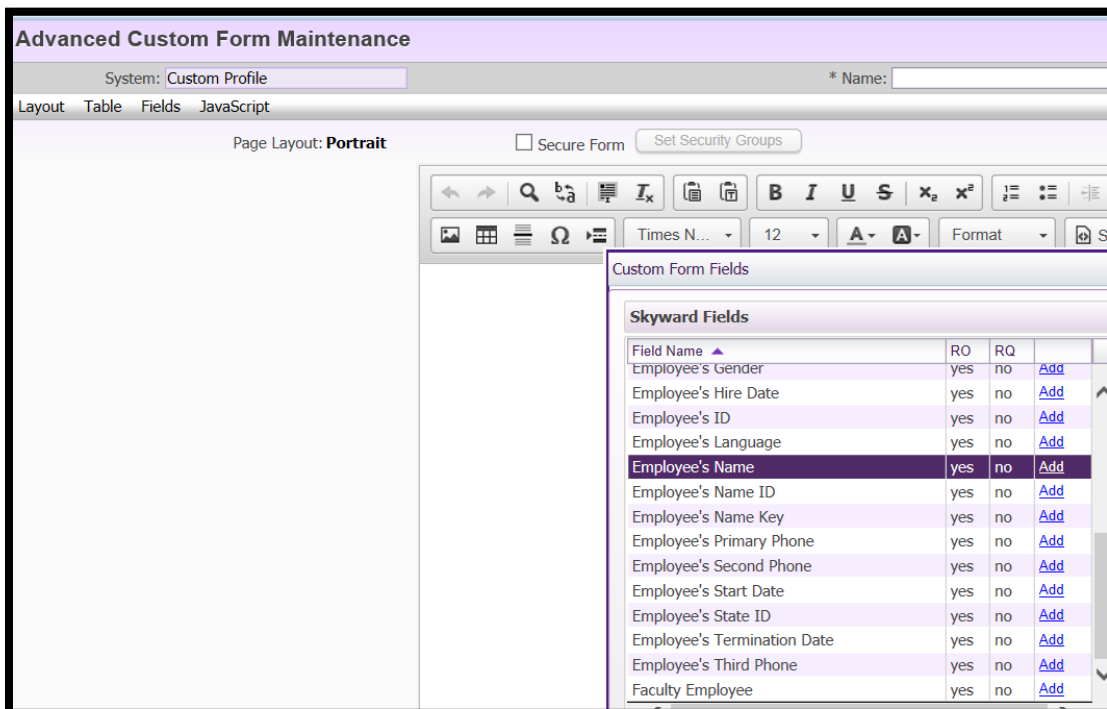 Advanced Custom Form Maintenance
System: Custom Profile * Name:
Layout Table Fields JavaScript
Page Layout: Portrait Secure Form Set Security Groups
Times N... 12 Format S
Custom Form Fields
Skyward Fields
Field Name RO RQ
Employee's Gender yes no Add
Employee's Hire Date yes no Add
Employee's ID yes no Add
Employee's Language yes no Add
Employee's Name yes no Add
Employee's Name ID yes no Add
Employee's Name Key yes no Add
Employee's Primary Phone yes no Add
Employee's Second Phone yes no Add
Employee's Start Date yes no Add
Employee's State ID yes no Add
Employee's Termination Date yes no Add
Employee's Third Phone yes no Add
Faculty Employee yes no Add